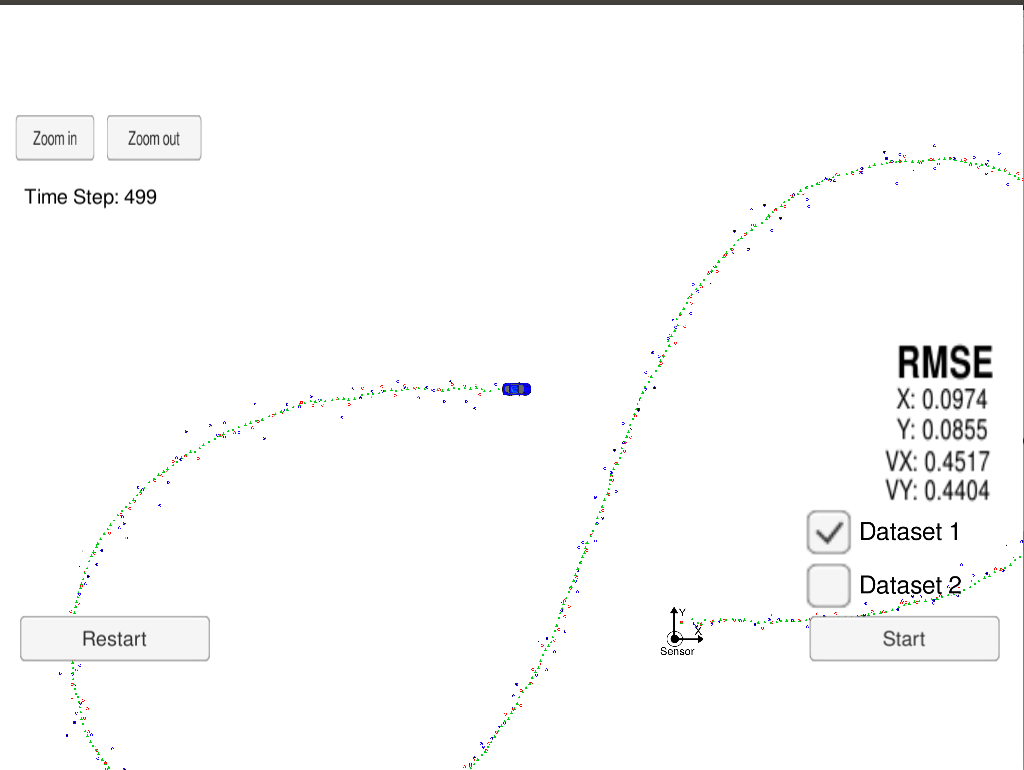 Zoom in
Zoom out
Time Step: 499
RMSE
X: 0.0974
Y: 0.0855
VX: 0.4517
VY: 0.4404
Dataset 1
Dataset 2
Restart
Y
X
Sensor
Start